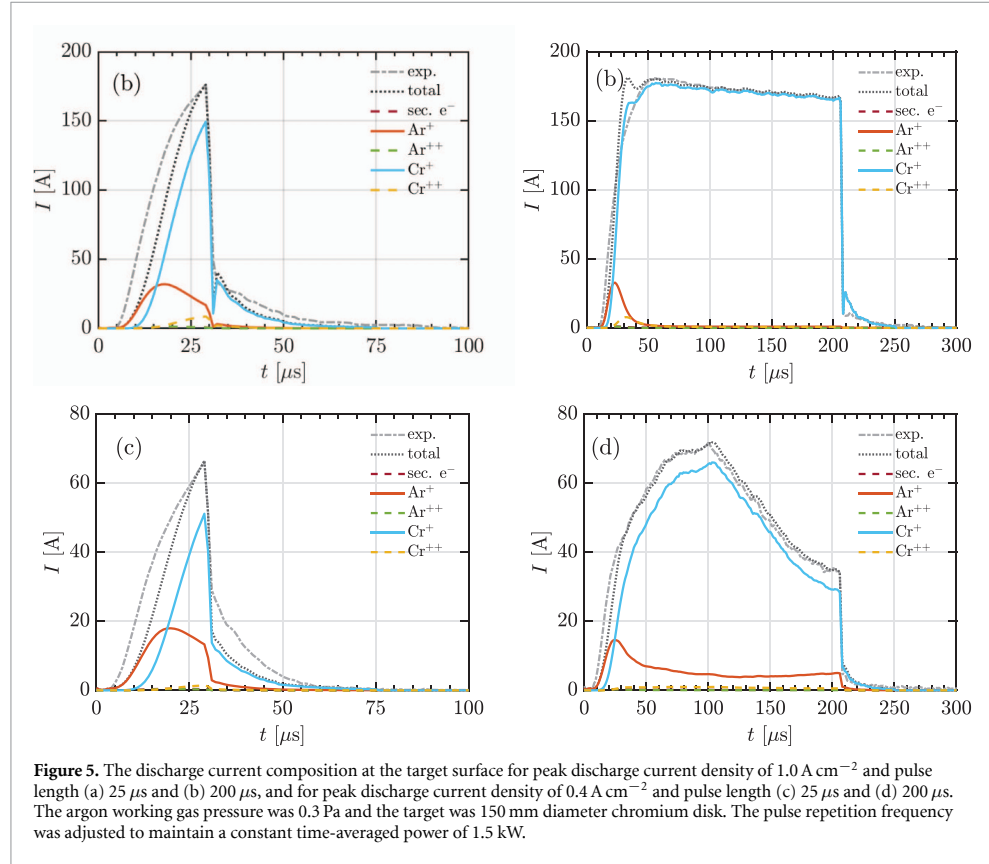 200
150
100
50
0
I [A]
(b)
exp.
total
sec. e⁻
Ar⁺
Ar⁺⁺
Cr⁺
Cr⁺⁺
0 25 50 75 100
t [μs]
200
150
100
50
0
I [A]
(b)
exp.
total
sec. e⁻
Ar⁺
Ar⁺⁺
Cr⁺
Cr⁺⁺
0 50 100 150 200 250 300
t [μs]
80
60
40
20
0
I [A]
(c)
exp.
total
sec. e⁻
Ar⁺
Ar⁺⁺
Cr⁺
Cr⁺⁺
0 25 50 75 100
t [μs]
80
60
40
20
0
I [A]
(d)
exp.
total
sec. e⁻
Ar⁺
Ar⁺⁺
Cr⁺
Cr⁺⁺
0 50 100 150 200 250 300
t [μs]
Figure 5. The discharge current composition at the target surface for peak discharge current density of 1.0 A cm⁻² and pulse
length (a) 25 μs and (b) 200 μs, and for peak discharge current density of 0.4 A cm⁻² and pulse length (c) 25 μs and (d) 200 μs.
The argon working gas pressure was 0.3 Pa and the target was 150 mm diameter chromium disk. The pulse repetition frequency
was adjusted to maintain a constant time-averaged power of 1.5 kW.